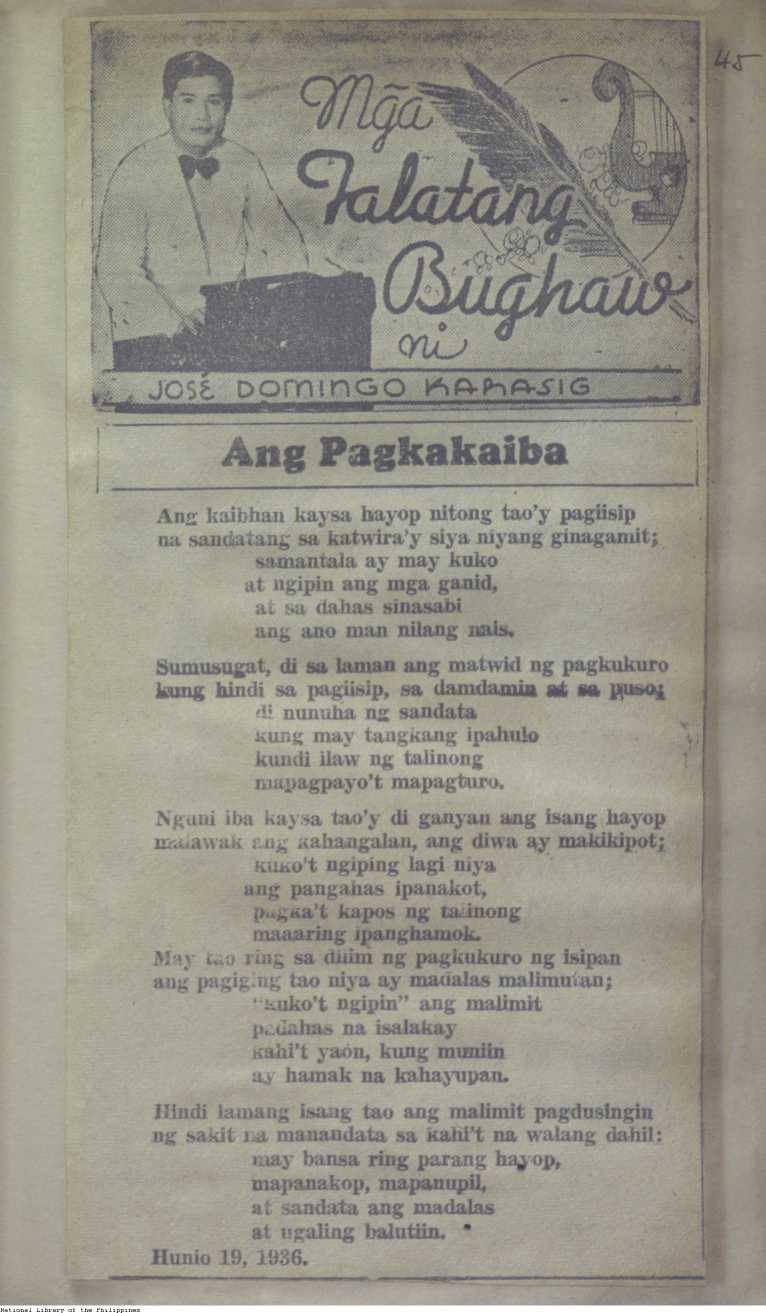 45
Mga
Talatang
Bughaw
ni
JOSÉ DOMINGO KARASIG
Ang Pagkakaiba
Ang kaibhan kaysa hayop nitong tao'y pagiisip
na sandatang sa katwira'y siya niyang ginagamit;
samantala ay may kuko
at ngipin ang mga ganid,
at sa dahas sinasabi
ang ano man nilang nais.
Sumusugat, di sa laman ang matwid ng pagkukuro
kung hindi sa pagiisip, sa damdamin at sa puso;
di nunuha ng sandata
kung may tangkang ipahulo
kundi ilaw ng talinong
mapagpayo't mapagturo.
Nguni iba kaysa tao'y di ganyan ang isang hayop
malawak ang kahangalan, ang diwa ay makikipot;
kuko't ngiping lagi niya
ang pangahas ipanakot,
pagka't kapos ng talinong
maaaring ipanghamok.
May tao ring sa dilim ng pagkukuro ng isipan
ang pagiging tao niya ay madalas malimutan;
"kuko't ngipin" ang malimit
padahas na isalakay
kahi't yaon, kung muniin
ay hamak na kahayupan.
Hindi lamang isang tao ang malimit pagdusingin
ng sakit na manandata sa kahi't na walang dahil:
may bansa ring parang hayop,
mapanakop, mapanupil,
at sandata ang madalas
at ugaling balutiin.
Hunio 19, 1936.
National Library of the Philippines